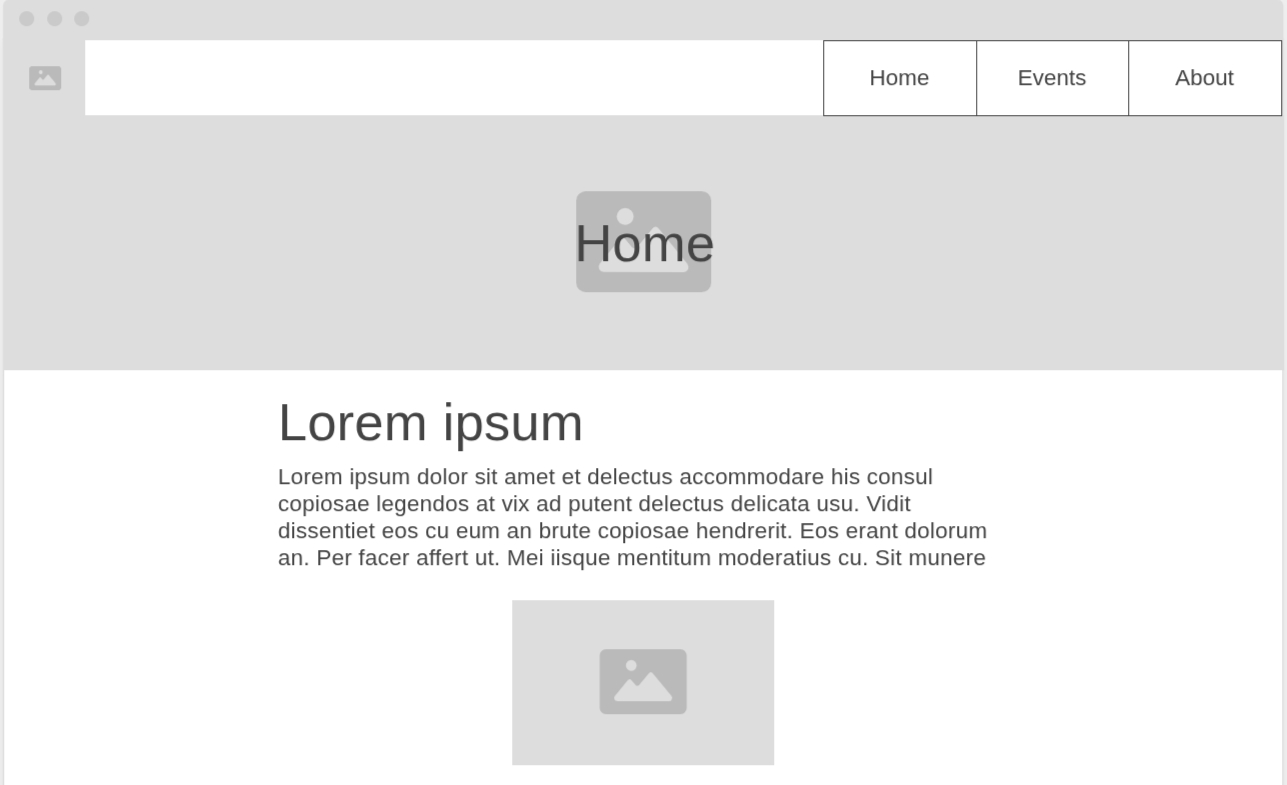 Home
Events
About
Home
Lorem ipsum
Lorem ipsum dolor sit amet et delectus accommodare his consul
copiosae legendos at vix ad putent delectus delicata usu. Vidit
dissentiet eos cu eum an brute copiosae hendrerit. Eos erant dolorum
an. Per facer affert ut. Mei iisque mentitum moderatius cu. Sit munere